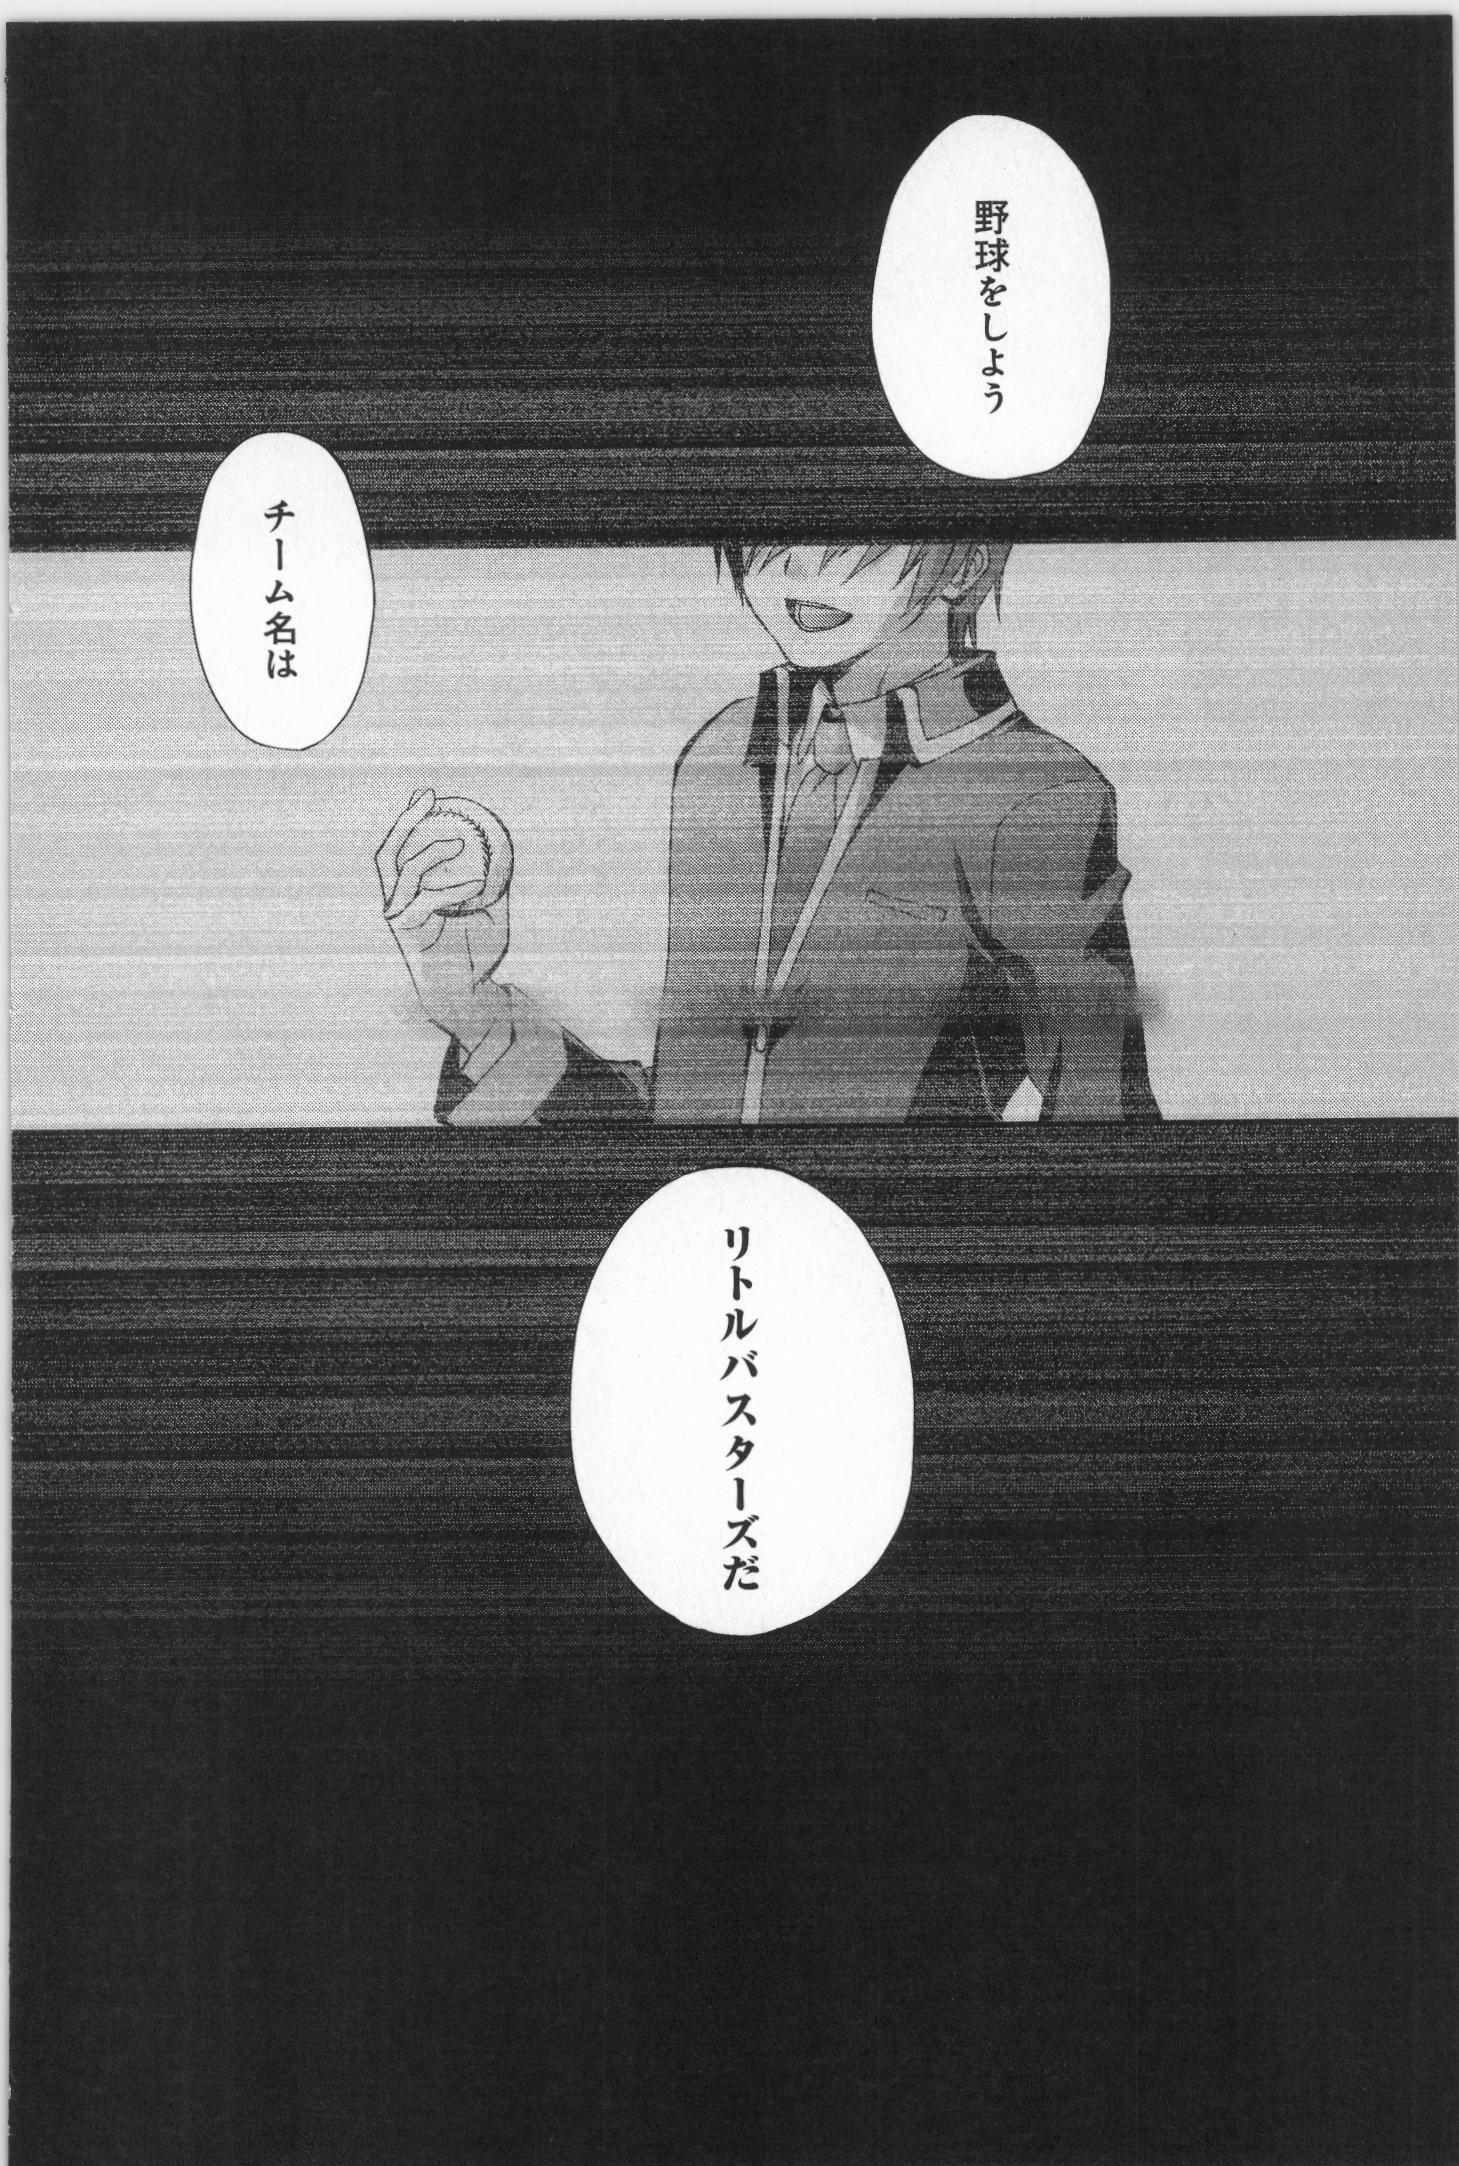 野球をしよう
チーム名は
リトルバスターズだ